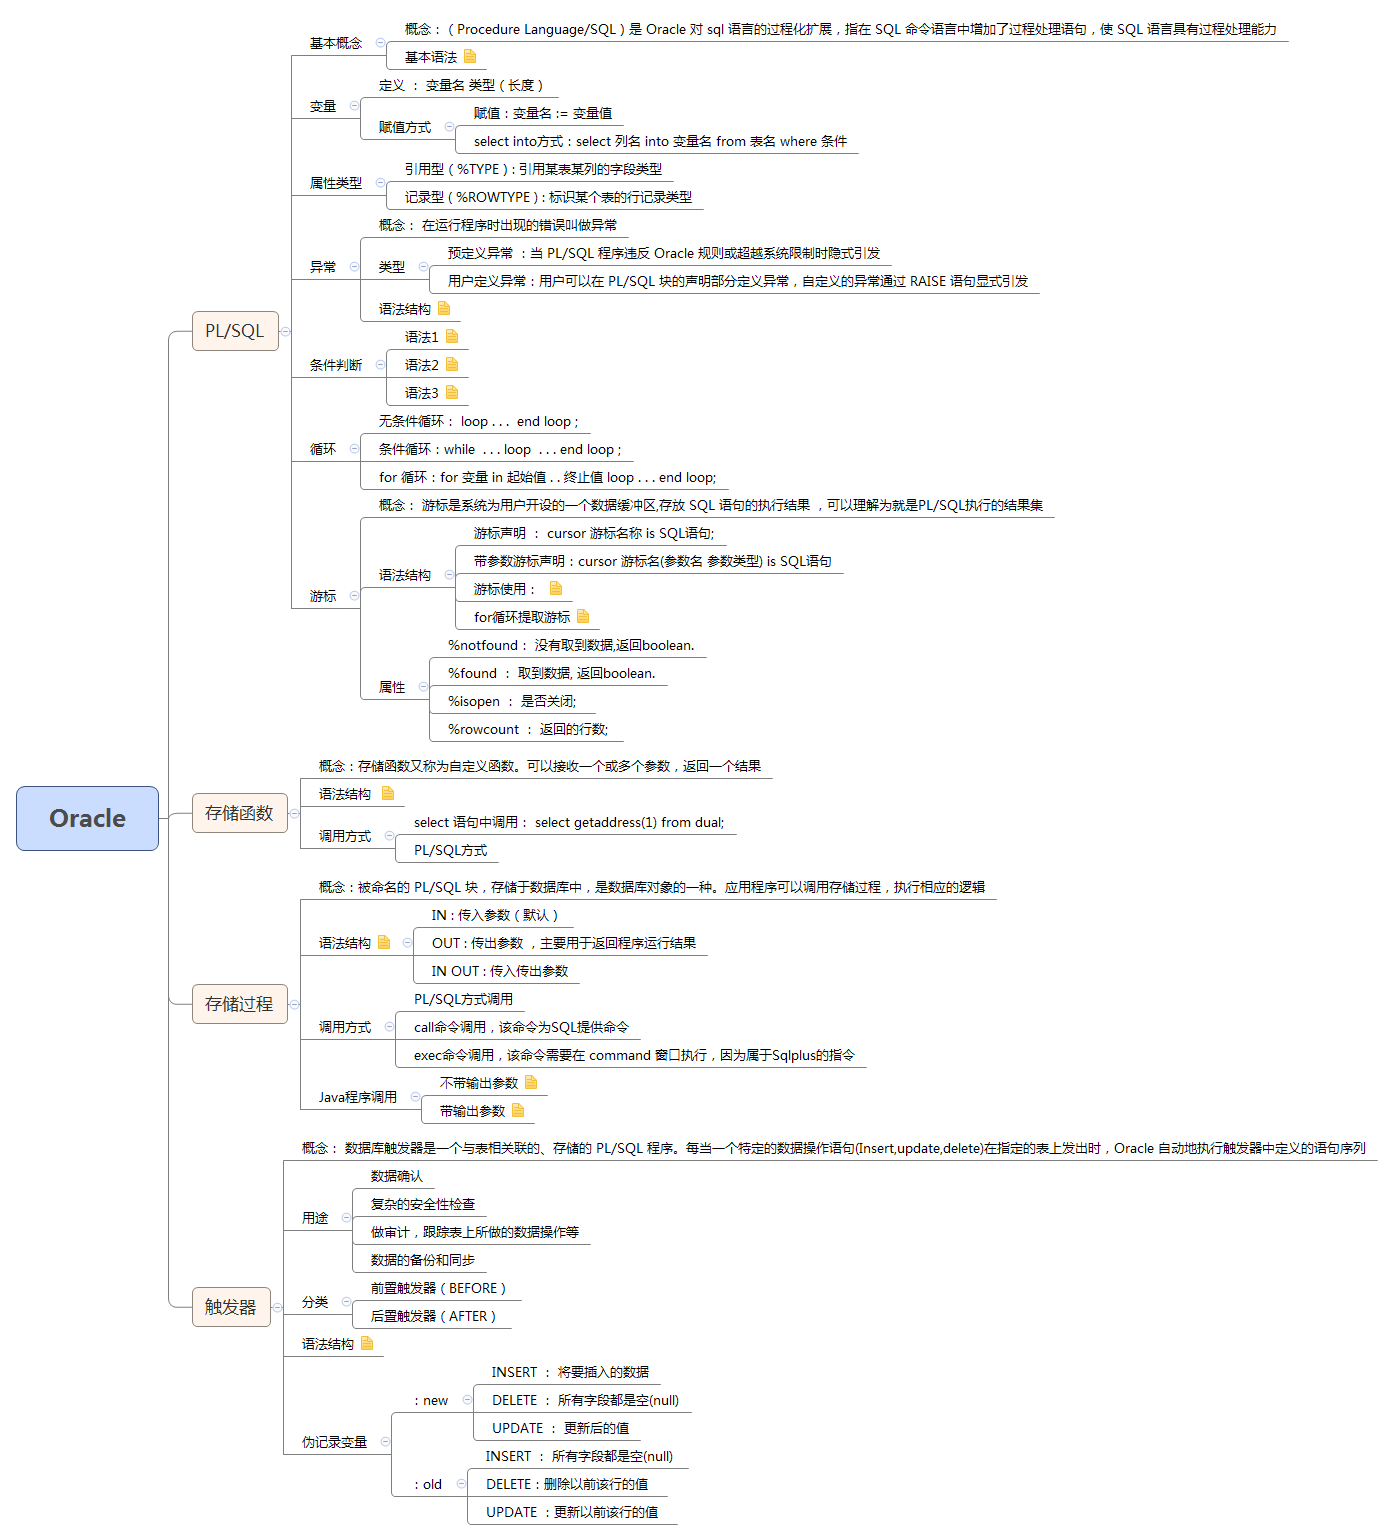 Oracle
PL/SQL
基本概念
概念：（Procedure Language/SQL）是 Oracle 对 sql 语言的过程化扩展，指在 SQL 命令语言中增加了过程处理语句，使 SQL 语言具有过程处理能力
基本语法
变量
定义 ： 变量名 类型（长度）
赋值方式
赋值：变量名 := 变量值
select into方式：select 列名 into 变量名 from 表名 where 条件
属性类型
引用型（%TYPE）: 引用某表某列的字段类型
记录型（%ROWTYPE）: 标识某个表的行记录类型
异常
概念： 在运行程序时出现的错误叫做异常
类型
预定义异常 ：当 PL/SQL 程序违反 Oracle 规则或超越系统限制时隐式引发
用户定义异常：用户可以在 PL/SQL 块的声明部分定义异常，自定义的异常通过 RAISE 语句显式引发
语法结构
条件判断
语法1
语法2
语法3
循环
无条件循环： loop . . . end loop ;
条件循环：while . . . loop . . . end loop ;
for 循环：for 变量 in 起始值 . . 终止值 loop . . . end loop;
游标
概念： 游标是系统为用户开设的一个数据缓冲区,存放 SQL 语句的执行结果 ，可以理解为就是PL/SQL执行的结果集
语法结构
游标声明 ： cursor 游标名称 is SQL语句;
带参数游标声明：cursor 游标名(参数名 参数类型) is SQL语句
游标使用：
for循环提取游标
属性
%notfound： 没有取到数据,返回boolean.
%found ： 取到数据, 返回boolean.
%isopen ： 是否关闭;
%rowcount ： 返回的行数;
存储函数
概念：存储函数又称为自定义函数。可以接收一个或多个参数，返回一个结果
语法结构
调用方式
select 语句中调用： select getaddress(1) from dual;
PL/SQL方式
存储过程
概念：被命名的 PL/SQL 块，存储于数据库中，是数据库对象的一种。应用程序可以调用存储过程，执行相应的逻辑
语法结构
IN : 传入参数（默认）
OUT : 传出参数 ，主要用于返回程序运行结果
IN OUT : 传入传出参数
调用方式
PL/SQL方式调用
call命令调用，该命令为SQL提供命令
exec命令调用，该命令需要在 command 窗口执行，因为属于Sqlplus的指令
Java程序调用
不带输出参数
带输出参数
触发器
概念： 数据库触发器是一个与表相关联的、存储的 PL/SQL 程序。每当一个特定的数据操作语句(Insert,update,delete)在指定的表上发出时，Oracle 自动地执行触发器中定义的语句序列
用途
数据确认
复杂的安全性检查
做审计，跟踪表上所做的数据操作等
数据的备份和同步
分类
前置触发器（BEFORE）
后置触发器（AFTER）
语法结构
伪记录变量
: new
INSERT ： 将要插入的数据
DELETE ： 所有字段都是空(null)
UPDATE ： 更新后的值
: old
INSERT ： 所有字段都是空(null)
DELETE：删除以前该行的值
UPDATE ：更新以前该行的值